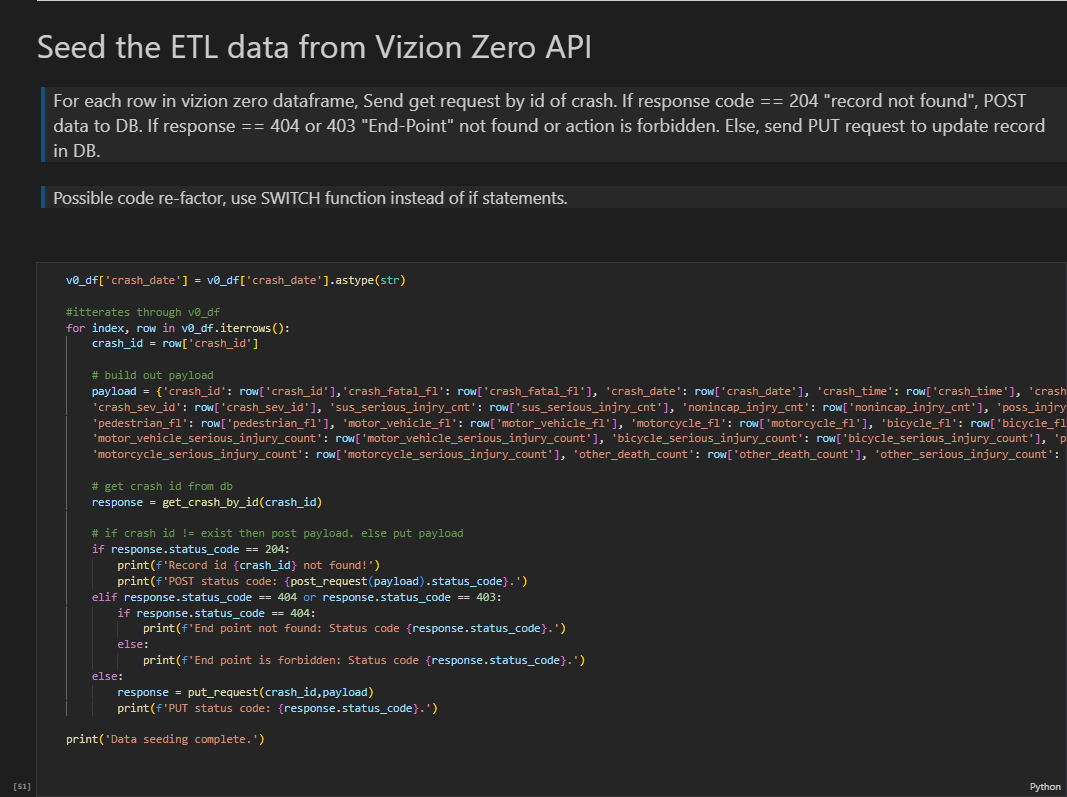 Seed the ETL data from Vizion Zero API
For each row in vizion zero dataframe, Send get request by id of crash. If response code == 204 "record not found", POST
data to DB. If response == 404 or 403 "End-Point" not found or action is forbidden. Else, send PUT request to update record
in DB.
Possible code re-factor, use SWITCH function instead of if statements.
v0_df['crash_date'] = v0_df['crash_date'].astype(str)
#itterates through v0_df
for index, row in v0_df.iterrows():
    crash_id = row['crash_id']
    # build out payload
    payload = {'crash_id': row['crash_id'],'crash_fatal_fl': row['crash_fatal_fl'], 'crash_date': row['crash_date'], 'crash_time': row['crash_time'], 'crash
    'crash_sev_id': row['crash_sev_id'], 'sus_serious_injry_cnt': row['sus_serious_injry_cnt'], 'nonincap_injry_cnt': row['nonincap_injry_cnt'], 'poss_injry
    'pedestrian_fl': row['pedestrian_fl'], 'motor_vehicle_fl': row['motor_vehicle_fl'], 'motorcycle_fl': row['motorcycle_fl'], 'bicycle_fl': row['bicycle_fl
    'motor_vehicle_serious_injury_count': row['motor_vehicle_serious_injury_count'], 'bicycle_serious_injury_count': row['bicycle_serious_injury_count'], 'p
    'motorcycle_serious_injury_count': row['motorcycle_serious_injury_count'], 'other_death_count': row['other_death_count'], 'other_serious_injury_count':
    # get crash id from db
    response = get_crash_by_id(crash_id)
    # if crash id != exist then post payload. else put payload
    if response.status_code == 204:
        print(f'Record id {crash_id} not found!')
        print(f'POST status code: {post_request(payload).status_code}.')
    elif response.status_code == 404 or response.status_code == 403:
        if response.status_code == 404:
            print(f'End point not found: Status code {response.status_code}.')
        else:
            print(f'End point is forbidden: Status code {response.status_code}.')
    else:
        response = put_request(crash_id,payload)
        print(f'PUT status code: {response.status_code}.')
print('Data seeding complete.')
[51]
Python